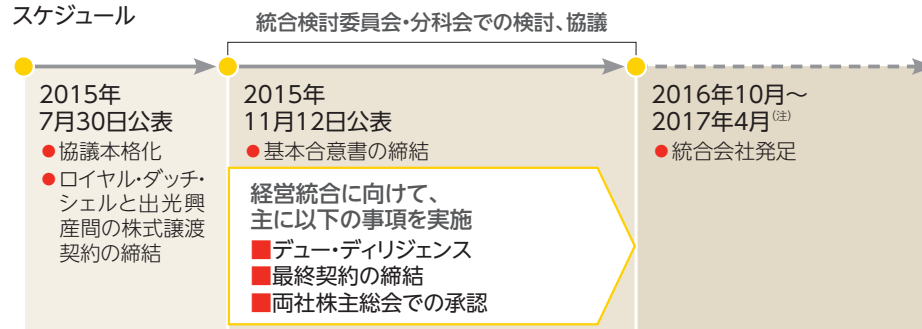 スケジュール
統合検討委員会・分科会での検討、協議
2015年
7月30日公表
●協議本格化
●ロイヤル・ダッチ・
シェルと出光興
産間の株式譲渡
契約の締結
2015年
11月12日公表
●基本合意書の締結
経営統合に向けて、
主に以下の事項を実施
■デュー・ディリジェンス
■最終契約の締結
■両社株主総会での承認
2016年10月～
2017年4月(注)
●統合会社発足